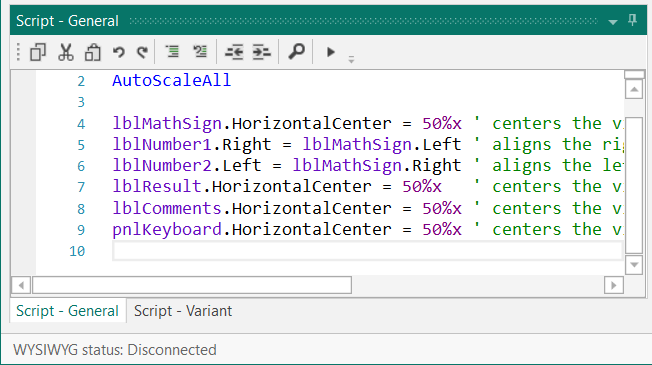 Script - General
2 AutoScaleAll
3
4 lblMathSign.HorizontalCenter = 50%x ' centers the
5 lblNumber1.Right = lblMathSign.Left ' aligns the
6 lblNumber2.Left = lblMathSign.Right ' aligns the
7 lblResult.HorizontalCenter = 50%x ' centers the
8 lblComments.HorizontalCenter = 50%x ' centers the
9 pnlKeyboard.HorizontalCenter = 50%x ' centers the
10
Script - General Script - Variant
WYSIWYG status: Disconnected